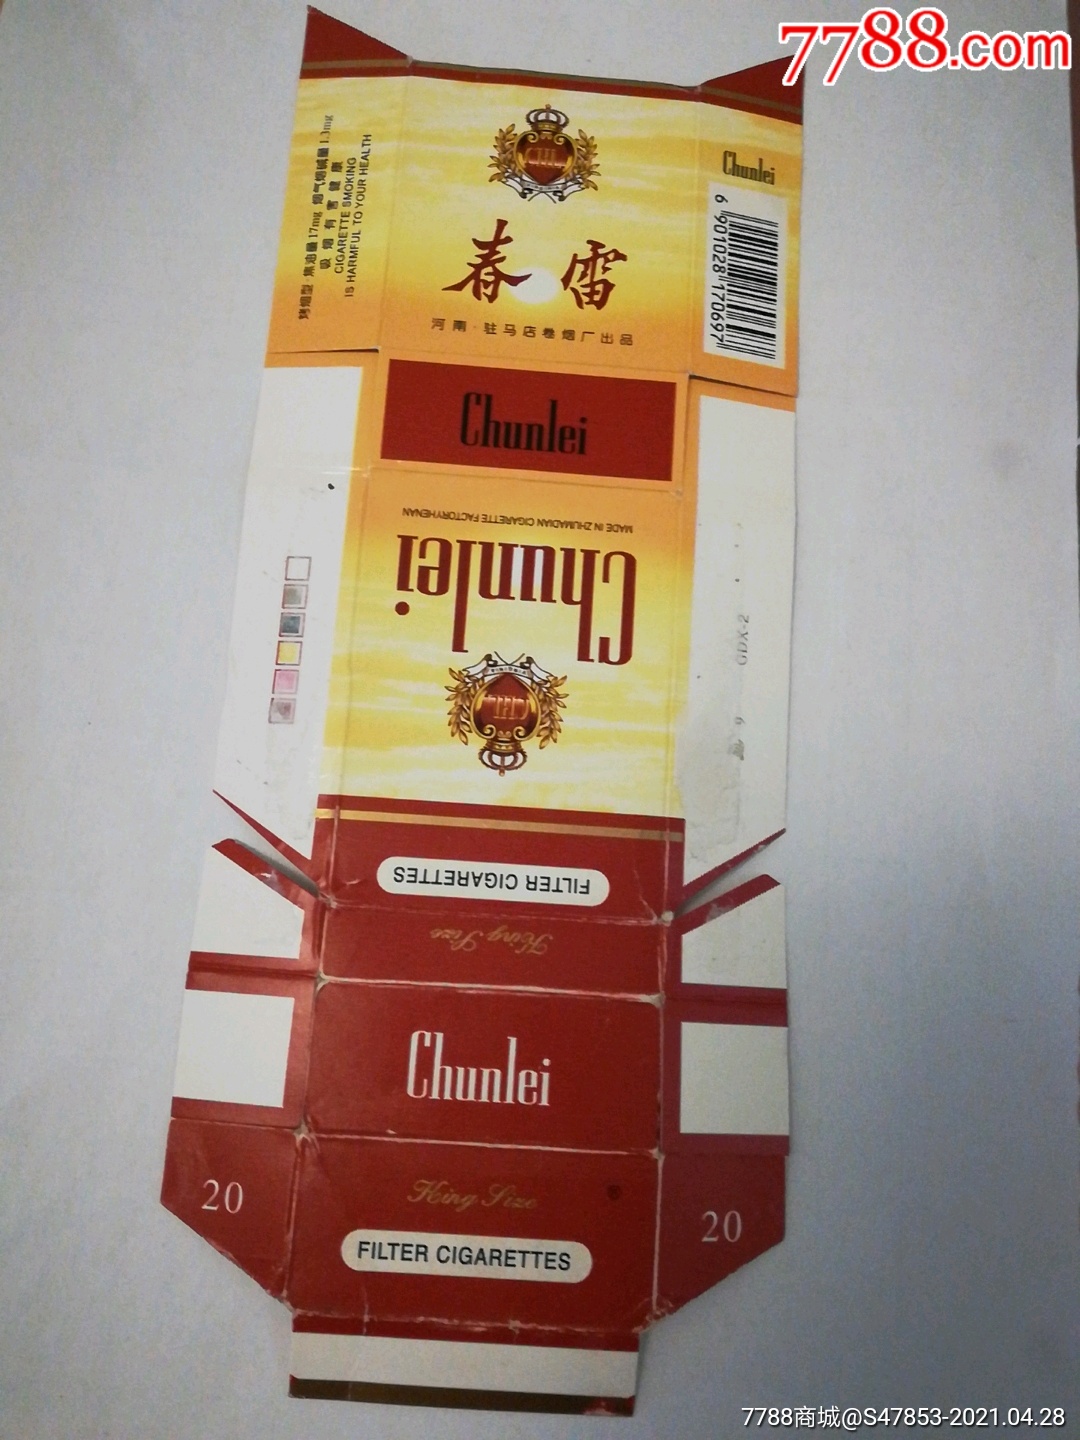 7788.com
烤烟型 焦油量17mg 烟气烟碱量1.3mg
吸烟有害健康
CIGARETTE SMOKING
IS HARMFUL TO YOUR HEALTH
春雷
河南·驻马店卷烟厂出品
Chunlei
6 901028 170697
Chunlei
MADE IN ZHUMADIAN CIGARETTE FACTORYHENAN
Chunlei
GDX-2
9
FILTER CIGARETTES
King Size
Chunlei
20
King Size
®
FILTER CIGARETTES
20
7788商城@S47853-2021.04.28